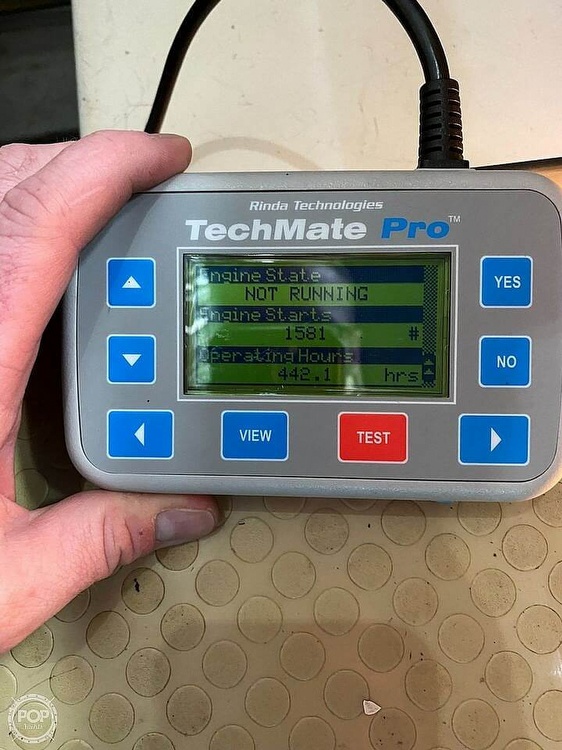 Rinda Technologies
TechMate Pro™
Engine State
NOT RUNNING
Engine Starts
1581 #
Operating Hours
442.1 hrs
YES
NO
VIEW
TEST
POP